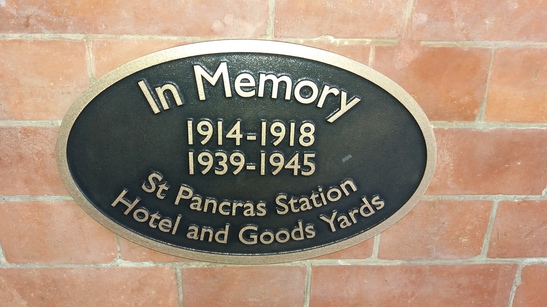 In Memory
1914-1918
1939-1945
St Pancras Station
Hotel and Goods Yards